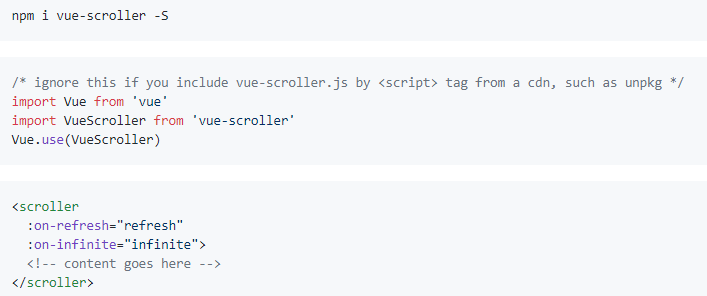 npm i vue-scroller -S
/* ignore this if you include vue-scroller.js by <script> tag from a cdn, such as unpkg */
import Vue from 'vue'
import VueScroller from 'vue-scroller'
Vue.use(VueScroller)
<scroller
  :on-refresh="refresh"
  :on-infinite="infinite">
  <!-- content goes here -->
</scroller>